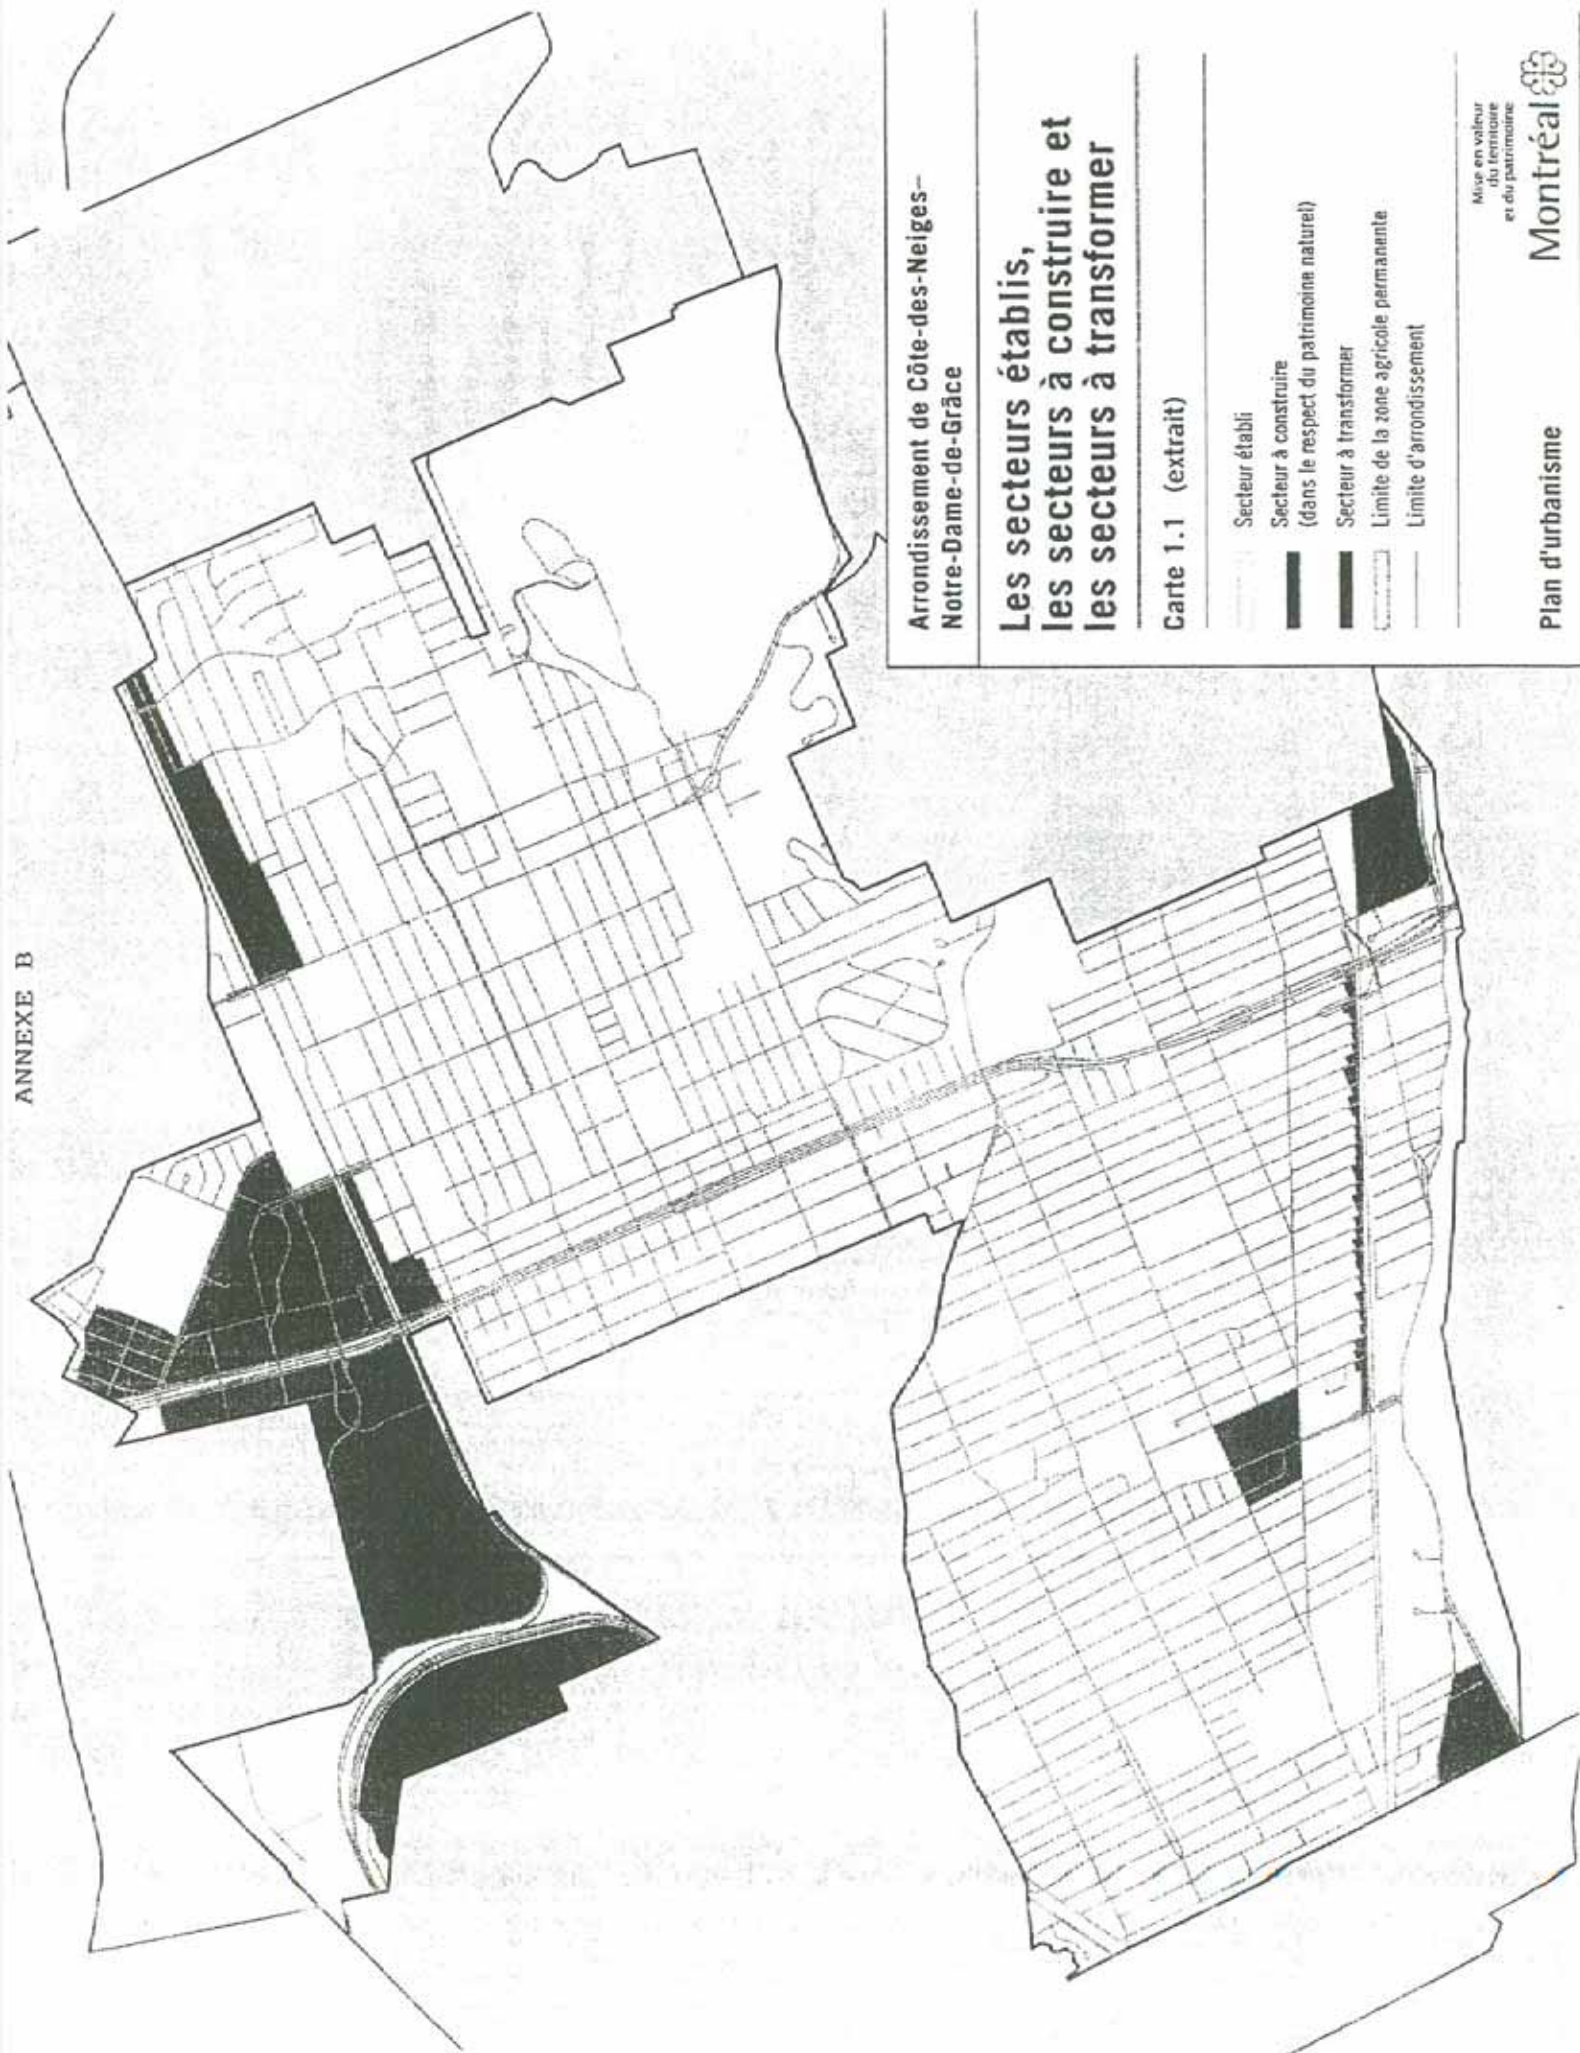 ANNEXE B
Arrondissement de Côte-des-Neiges–
Notre-Dame-de-Grâce
Les secteurs établis,
les secteurs à construire et
les secteurs à transformer
Carte 1.1 (extrait)
Secteur établi
Secteur à construire
(dans le respect du patrimoine naturel)
Secteur à transformer
Limite de la zone agricole permanente
Limite d'arrondissement
Plan d'urbanisme
Mise en valeur
du territoire
et du patrimoine
Montréal